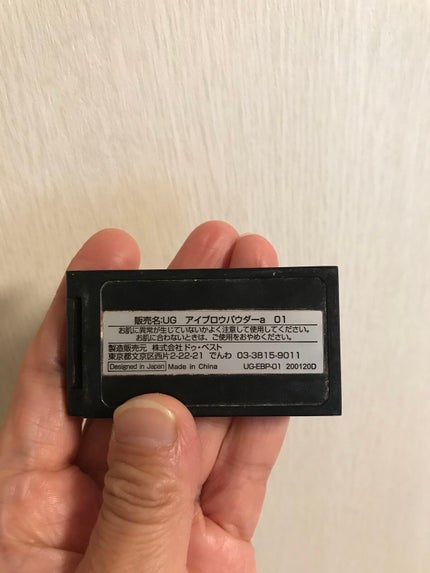 販売名:UG アイブロウパウダーa 01
お肌に異常が生じていないかよく注意して使用してください。
お肌に合わないときは、ご使用をおやめください。
製造販売元 株式会社ドゥ・ベスト
東京都文京区西片2-22-21 でんわ 03-3815-9011
Designed in Japan Made in China UG-EBP-01 200120D